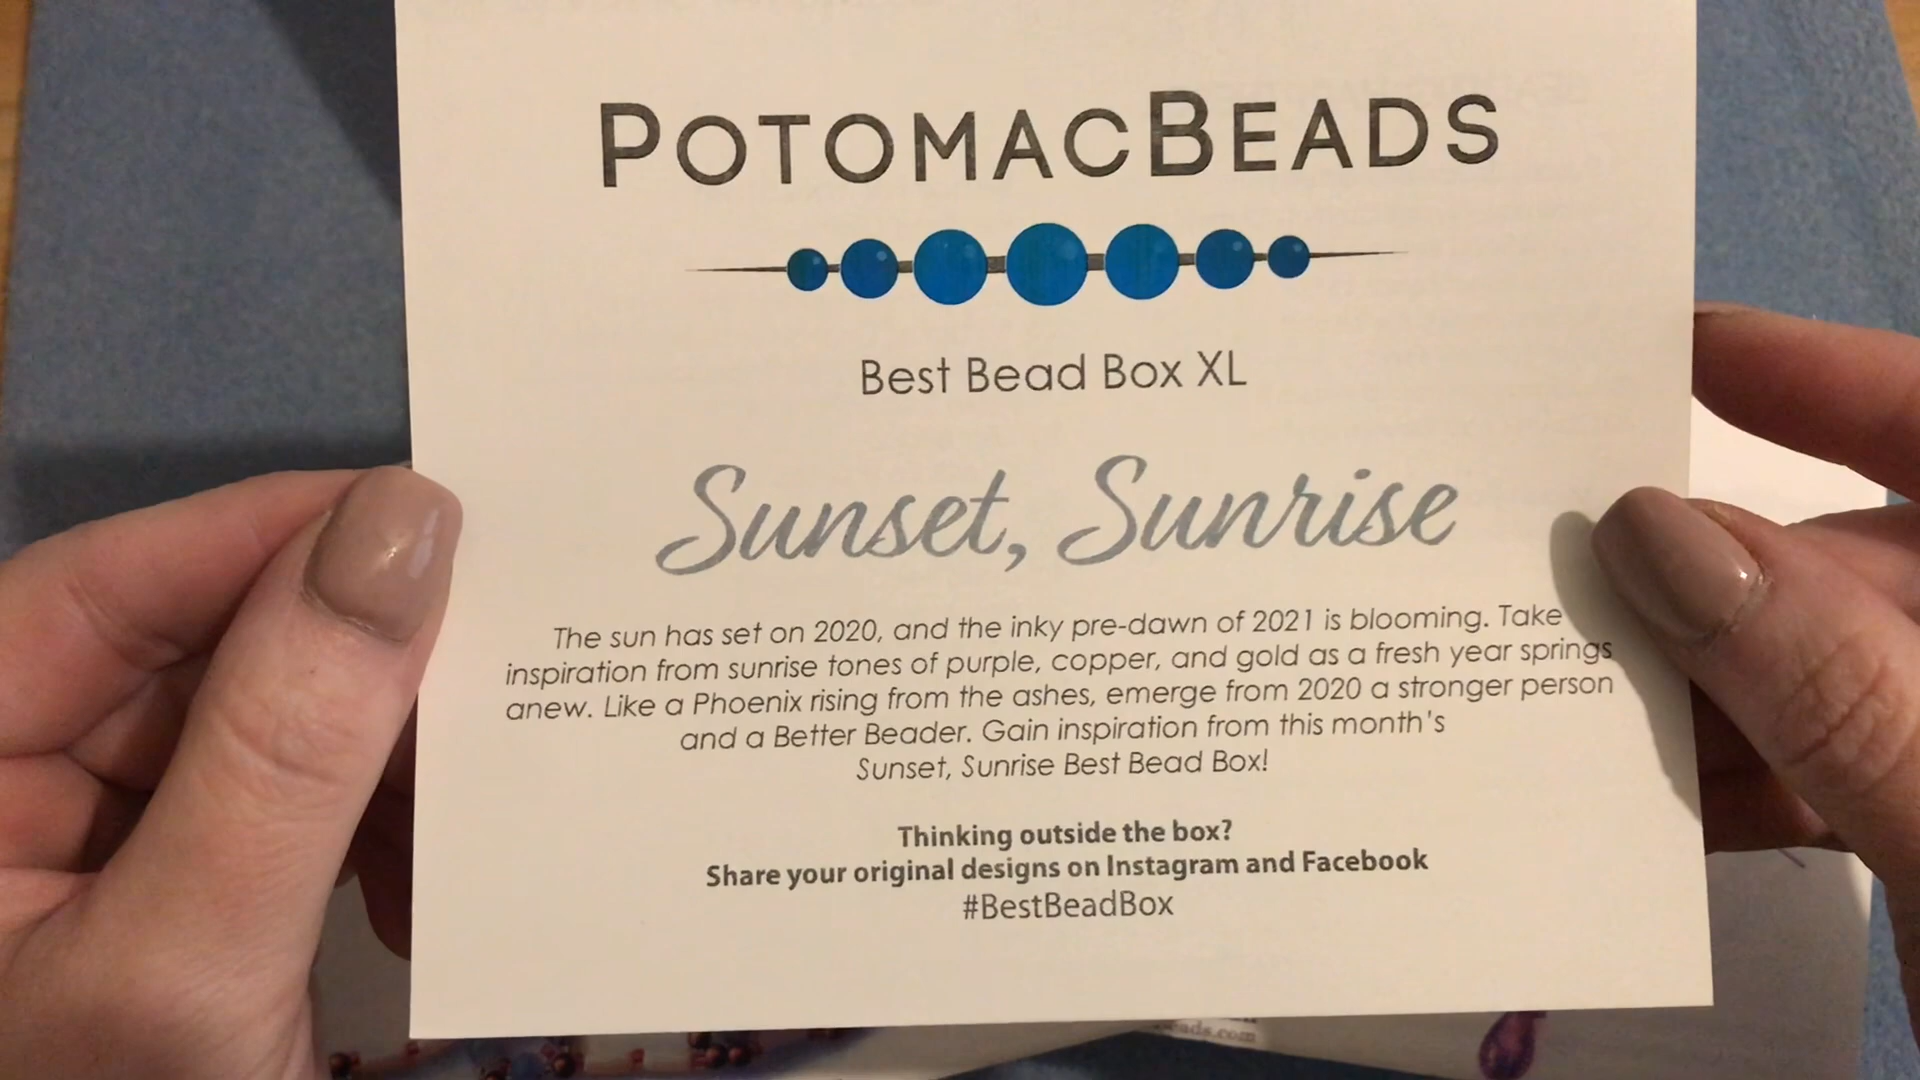 POTOMACBEADS
Best Bead Box XL
Sunset, Sunrise
The sun has set on 2020, and the inky pre-dawn of 2021 is blooming. Take
inspiration from sunrise tones of purple, copper, and gold as a fresh year springs
anew. Like a Phoenix rising from the ashes, emerge from 2020 a stronger person
and a Better Beader. Gain inspiration from this month's
Sunset, Sunrise Best Bead Box!
Thinking outside the box?
Share your original designs on Instagram and Facebook
#BestBeadBox